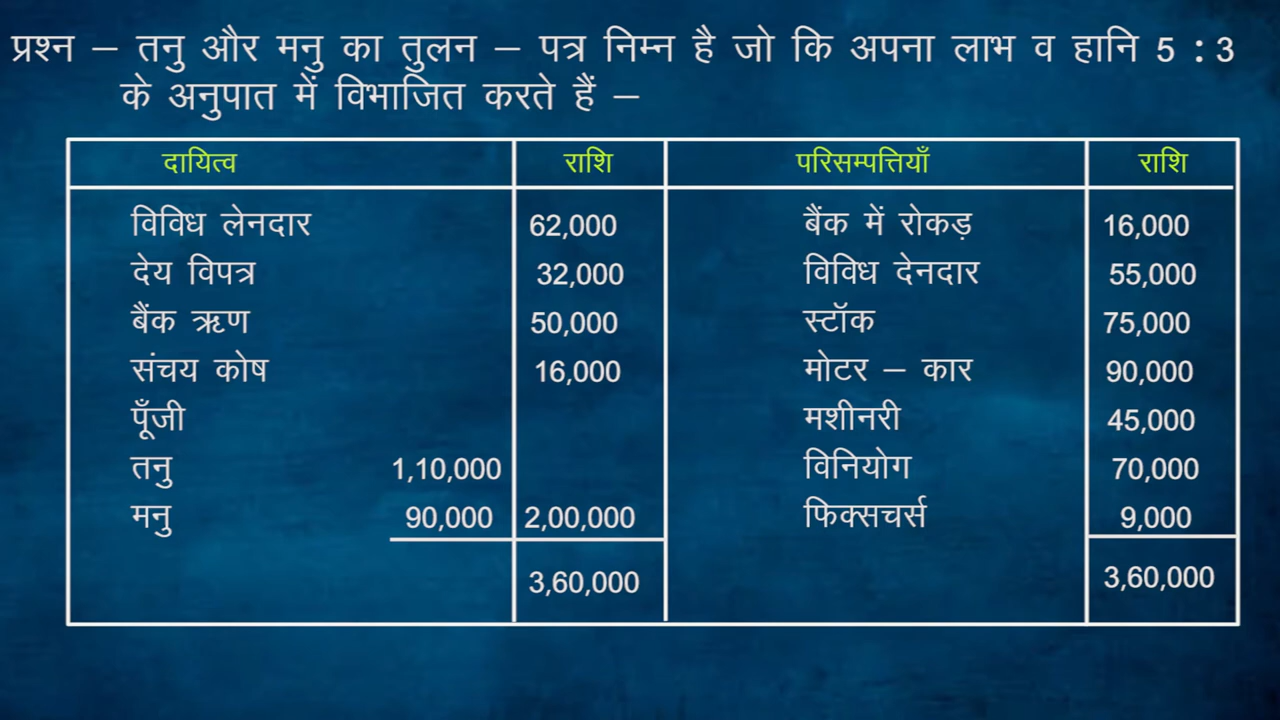 प्रश्न – तनु और मनु का तुलन – पत्र निम्न है जो कि अपना लाभ व हानि 5 : 3
के अनुपात में विभाजित करते हैं –
दायित्व राशि परिसम्पत्तियाँ राशि
विविध लेनदार 62,000 बैंक में रोकड़ 16,000
देय विपत्र 32,000 विविध देनदार 55,000
बैंक ऋण 50,000 स्टॉक 75,000
संचय कोष 16,000 मोटर – कार 90,000
पूँजी मशीनरी 45,000
तनु 1,10,000 विनियोग 70,000
मनु 90,000 2,00,000 फिक्सचर्स 9,000
3,60,000 3,60,000